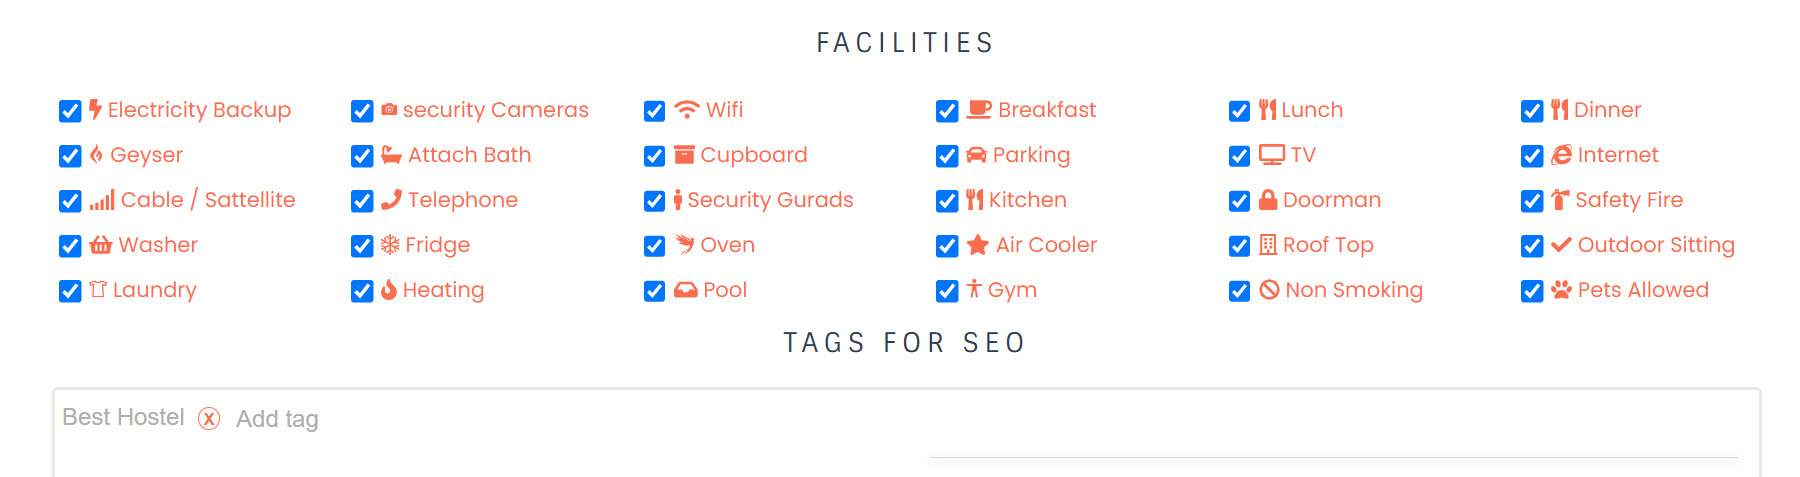 FACILITIES
Electricity Backup security Cameras Wifi Breakfast Lunch Dinner
Geyser Attach Bath Cupboard Parking TV Internet
Cable / Sattellite Telephone Security Gurads Kitchen Doorman Safety Fire
Washer Fridge Oven Air Cooler Roof Top Outdoor Sitting
Laundry Heating Pool Gym Non Smoking Pets Allowed
TAGS FOR SEO
Best Hostel X Add tag